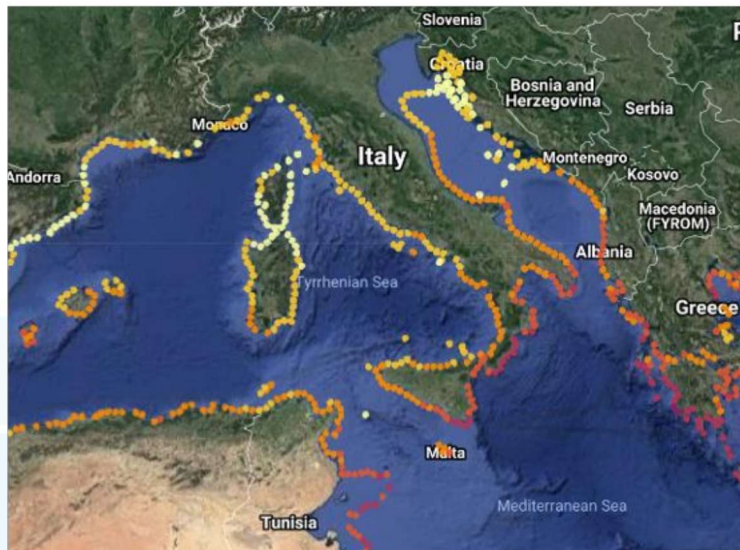 Slovenia
Croatia
Bosnia and
Herzegovina
Serbia
Monaco
Italy
Andorra
Montenegro
Kosovo
Macedonia
(FYROM)
Albania
Tyrrhenian Sea
Greece
Malta
Mediterranean Sea
Tunisia